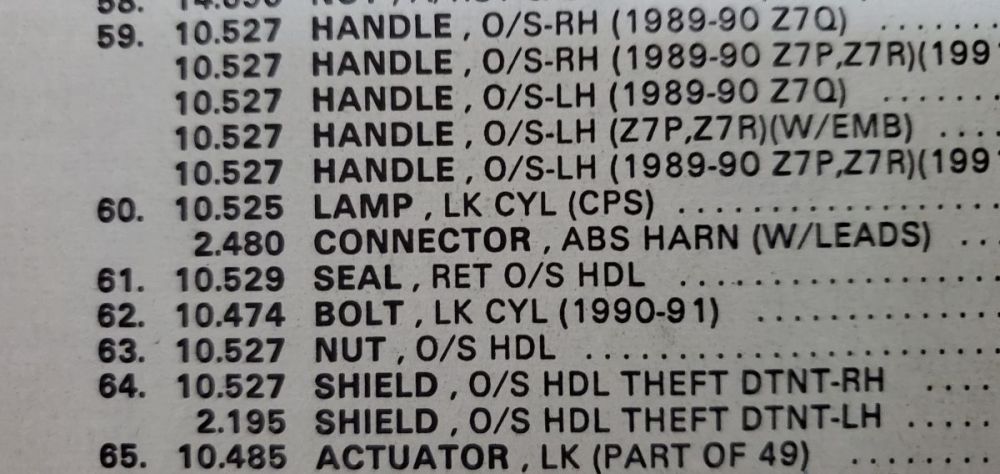 59. 10.527 HANDLE , O/S-RH (1989-90 Z7Q) ........
10.527 HANDLE , O/S-RH (1989-90 Z7P,Z7R)(199
10.527 HANDLE , O/S-LH (1989-90 Z7Q) .......
10.527 HANDLE , O/S-LH (Z7P,Z7R)(W/EMB) ....
10.527 HANDLE , O/S-LH (1989-90 Z7P,Z7R)(199
60. 10.525 LAMP , LK CYL (CPS) ....................
2.480 CONNECTOR , ABS HARN (W/LEADS) ...
61. 10.529 SEAL , RET O/S HDL ....................
62. 10.474 BOLT , LK CYL (1990-91) ..............
63. 10.527 NUT , O/S HDL ........................
64. 10.527 SHIELD , O/S HDL THEFT DTNT-RH ....
2.195 SHIELD , O/S HDL THEFT DTNT-LH .....
65. 10.485 ACTUATOR , LK (PART OF 49) .........